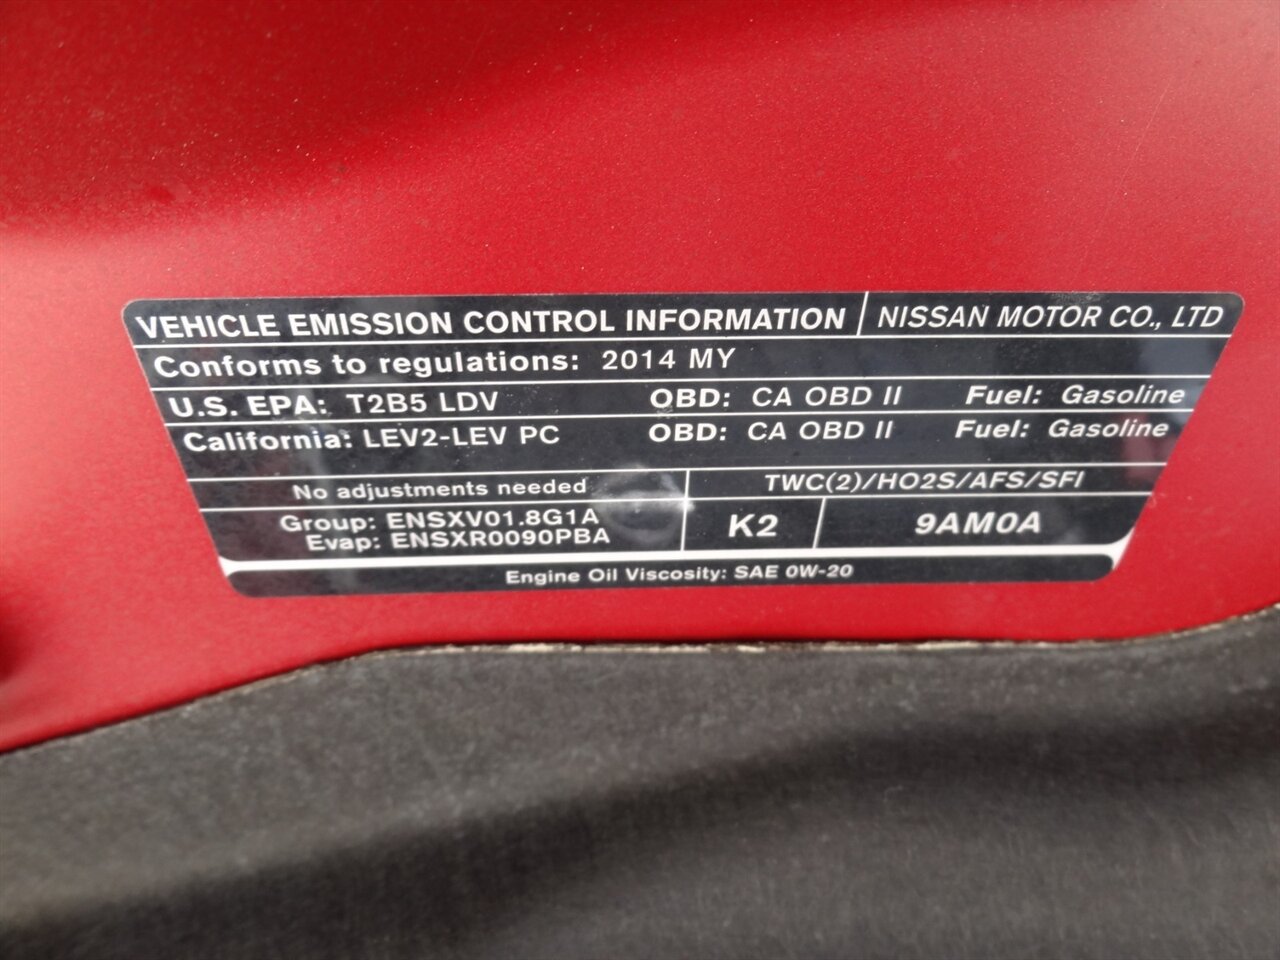 VEHICLE EMISSION CONTROL INFORMATION NISSAN MOTOR CO., LTD
Conforms to regulations: 2014 MY
U.S. EPA: T2B5 LDV OBD: CA OBD II Fuel: Gasoline
California: LEV2-LEV PC OBD: CA OBD II Fuel: Gasoline
No adjustments needed TWC(2)/HO2S/AFS/SFI
Group: ENSXV01.8G1A
Evap: ENSXR0090PBA
K2 9AM0A
Engine Oil Viscosity: SAE 0W-20